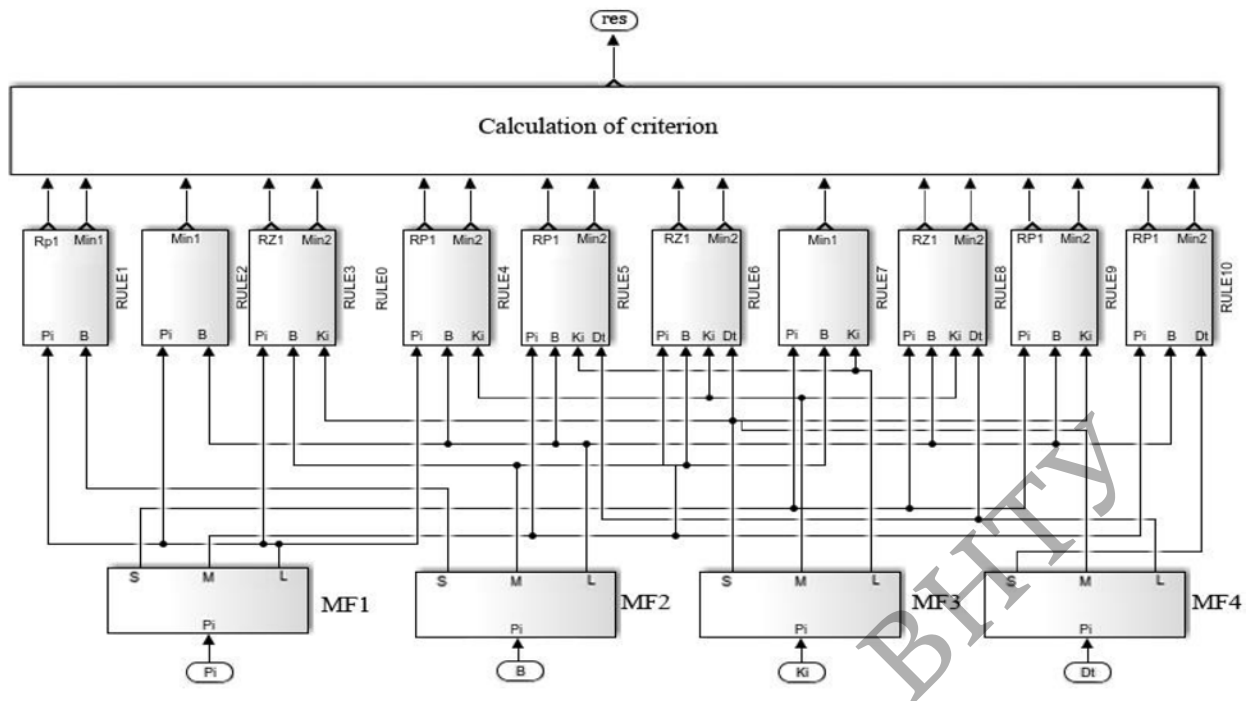 res
Calculation of criterion
Rp1 Min1
Pi B
RULE1
Min1
Pi B
RULE2
RZ1 Min2
Pi B Ki
RULE3
RULE0
RP1 Min2
Pi B Ki
RULE4
RP1 Min2
Pi B Ki Dt
RULE5
RZ1 Min2
Pi B Ki Dt
RULE6
Min1
Pi B Ki
RULE7
RZ1 Min2
Pi B Ki Dt
RULE8
RP1 Min2
Pi B Ki
RULE9
RP1 Min2
Pi B Dt
RULE10
S M L
Pi
MF1
Pi
S M L
Pi
MF2
B
S M L
Pi
MF3
Ki
S M L
Pi
MF4
Dt
ВНТУ